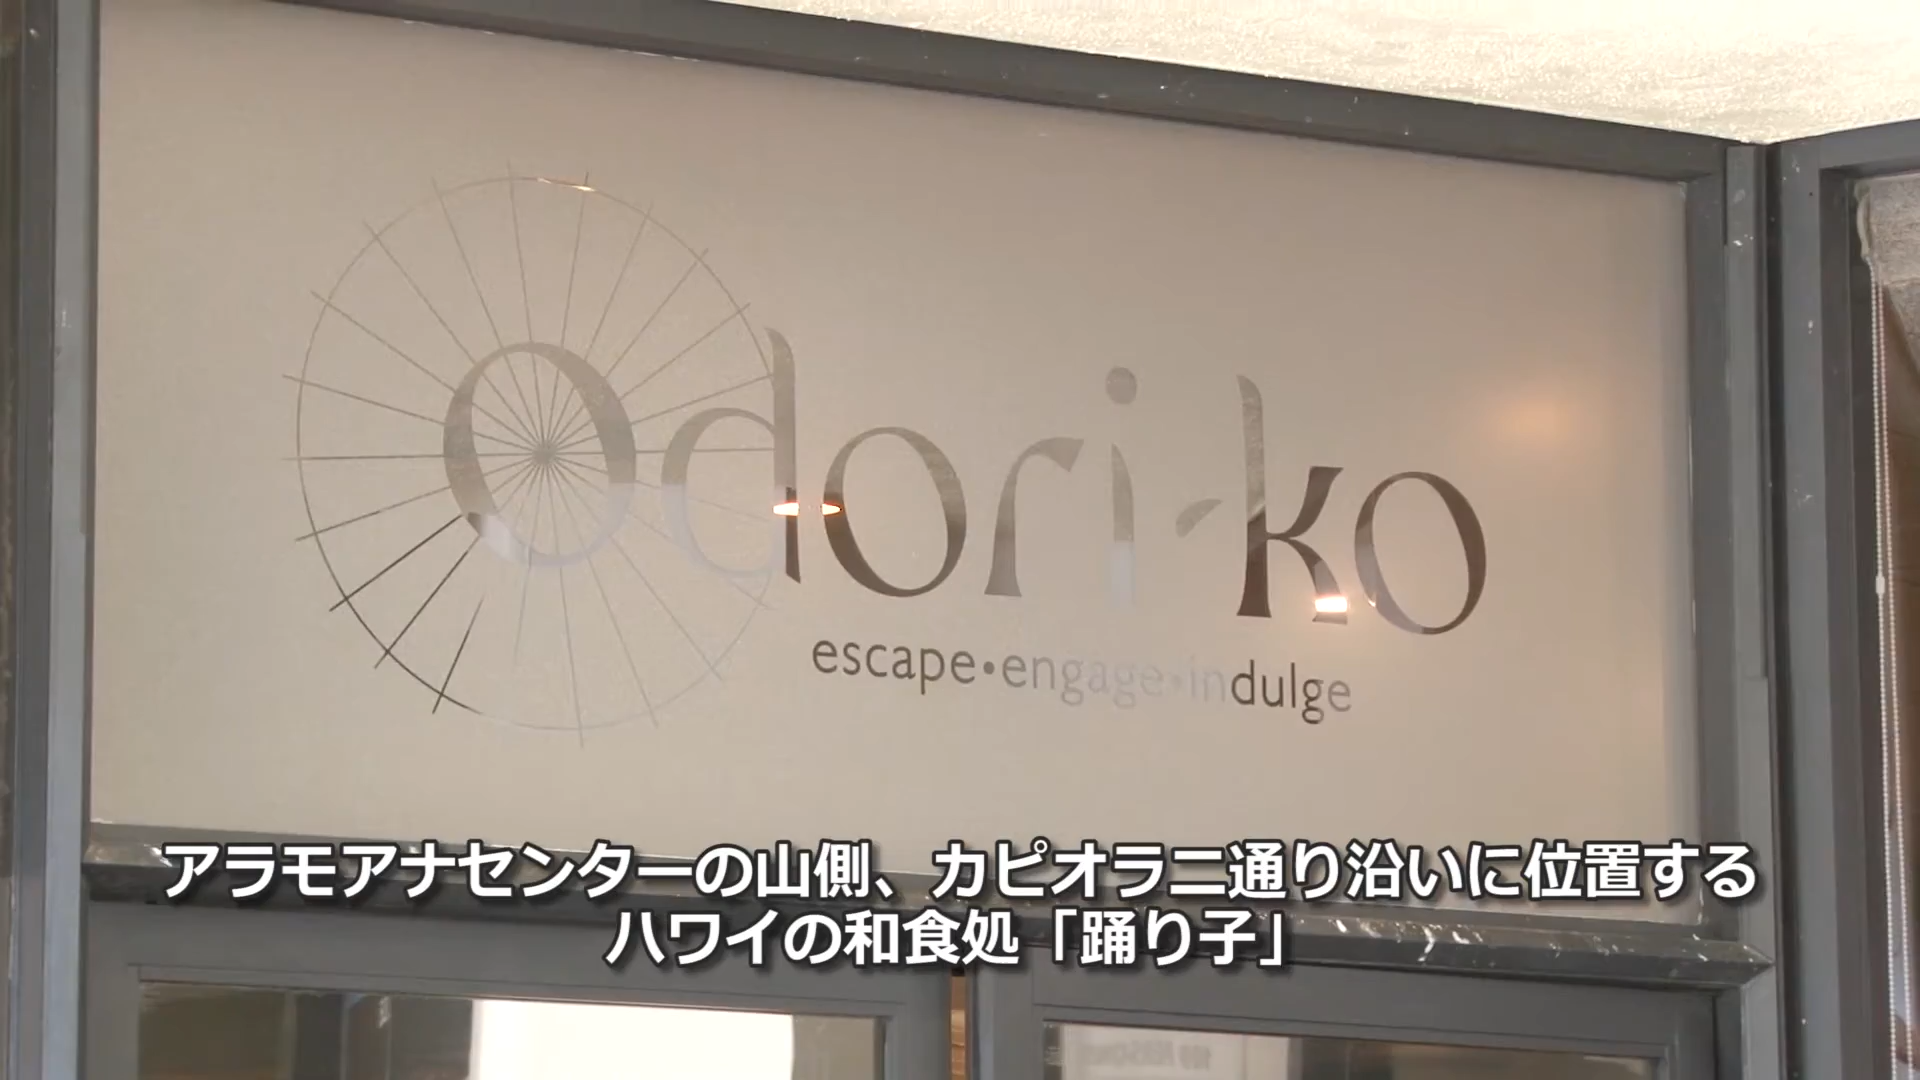 Odori-ko
escape•engage•indulge
アラモアナセンターの山側、カピオラニ通り沿いに位置する
ハワイの和食処「踊り子」